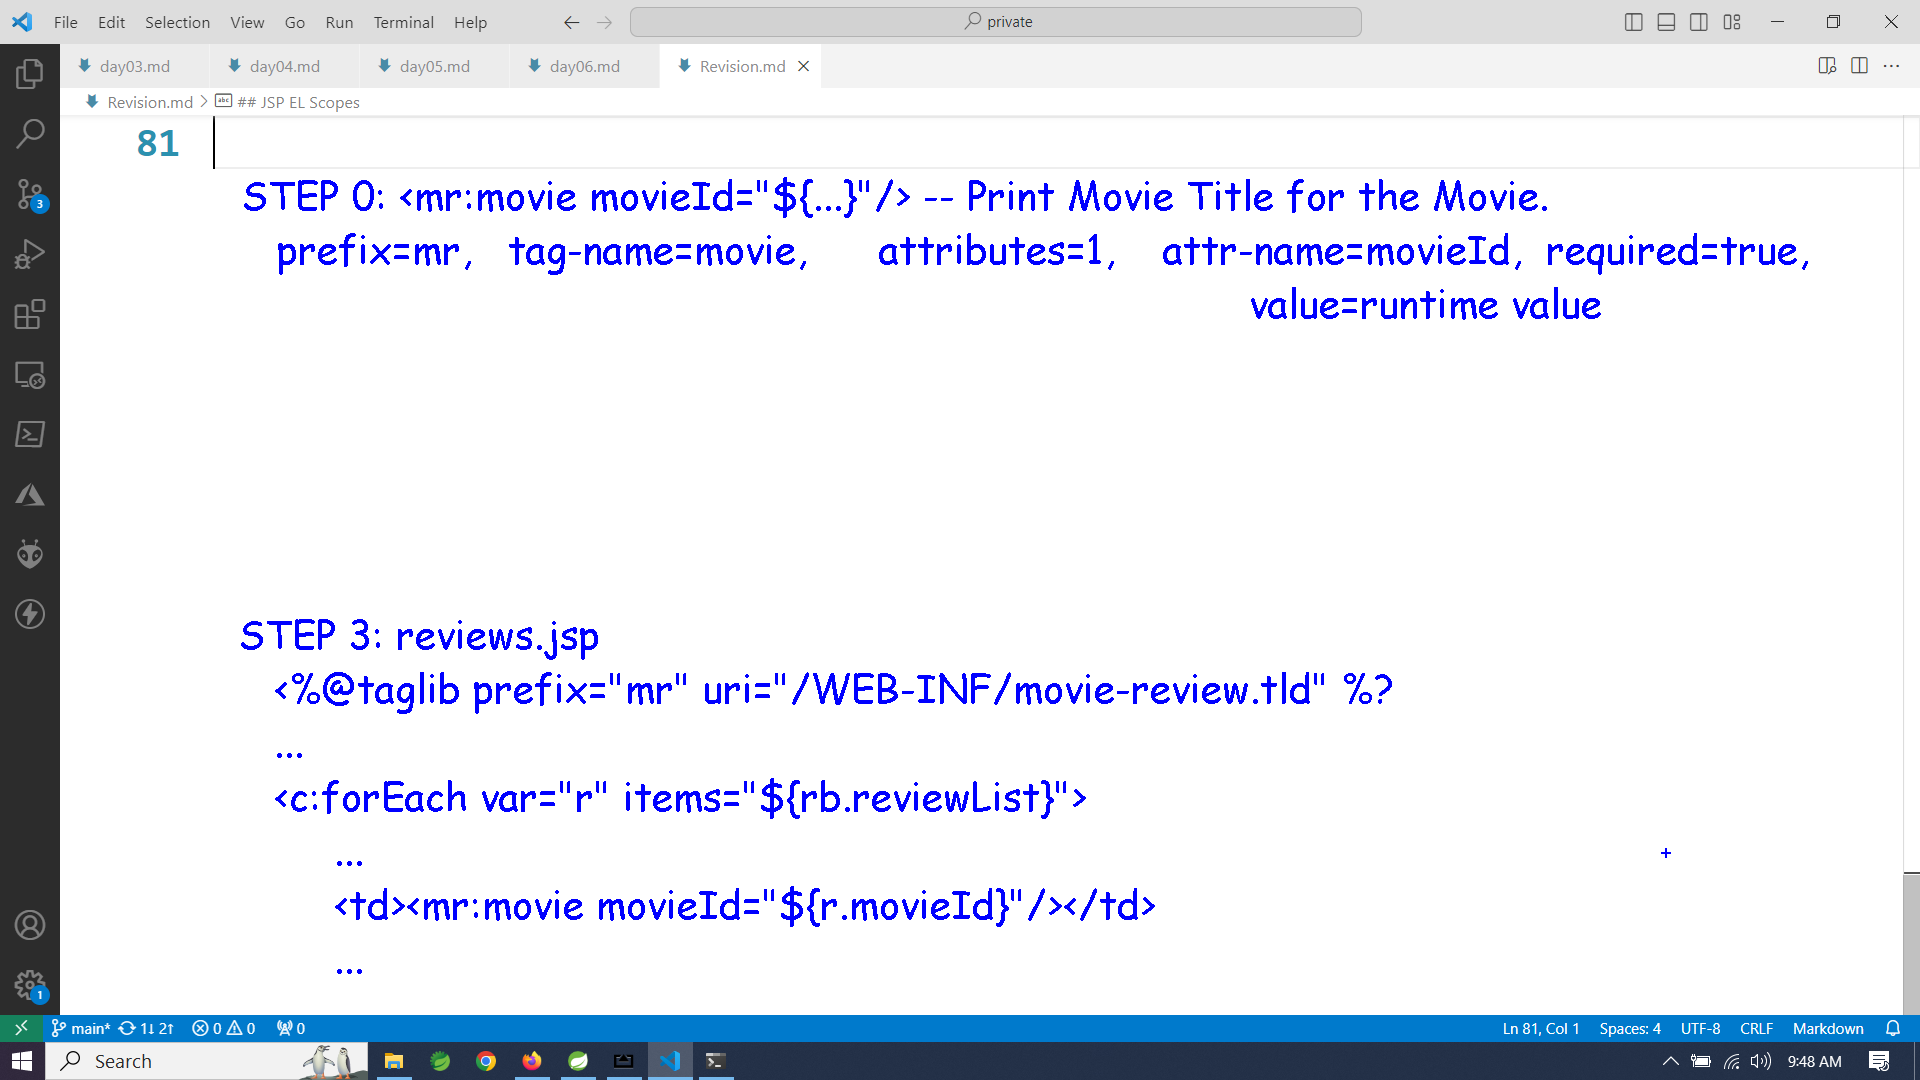 File Edit Selection View Go Run Terminal Help private
day03.md day04.md day05.md day06.md Revision.md
Revision.md > ## JSP EL Scopes
81
STEP 0: <mr:movie movieId="${...}"/> -- Print Movie Title for the Movie.
prefix=mr, tag-name=movie, attributes=1, attr-name=movieId, required=true,
value=runtime value
STEP 3: reviews.jsp
<%@taglib prefix="mr" uri="/WEB-INF/movie-review.tld" %?
...
<c:forEach var="r" items="${rb.reviewList}">
...
<td><mr:movie movieId="${r.movieId}"/></td>
...
3
1
main* 1↓ 2↑ 0 0 0 Ln 81, Col 1 Spaces: 4 UTF-8 CRLF Markdown
Search 9:48 AM